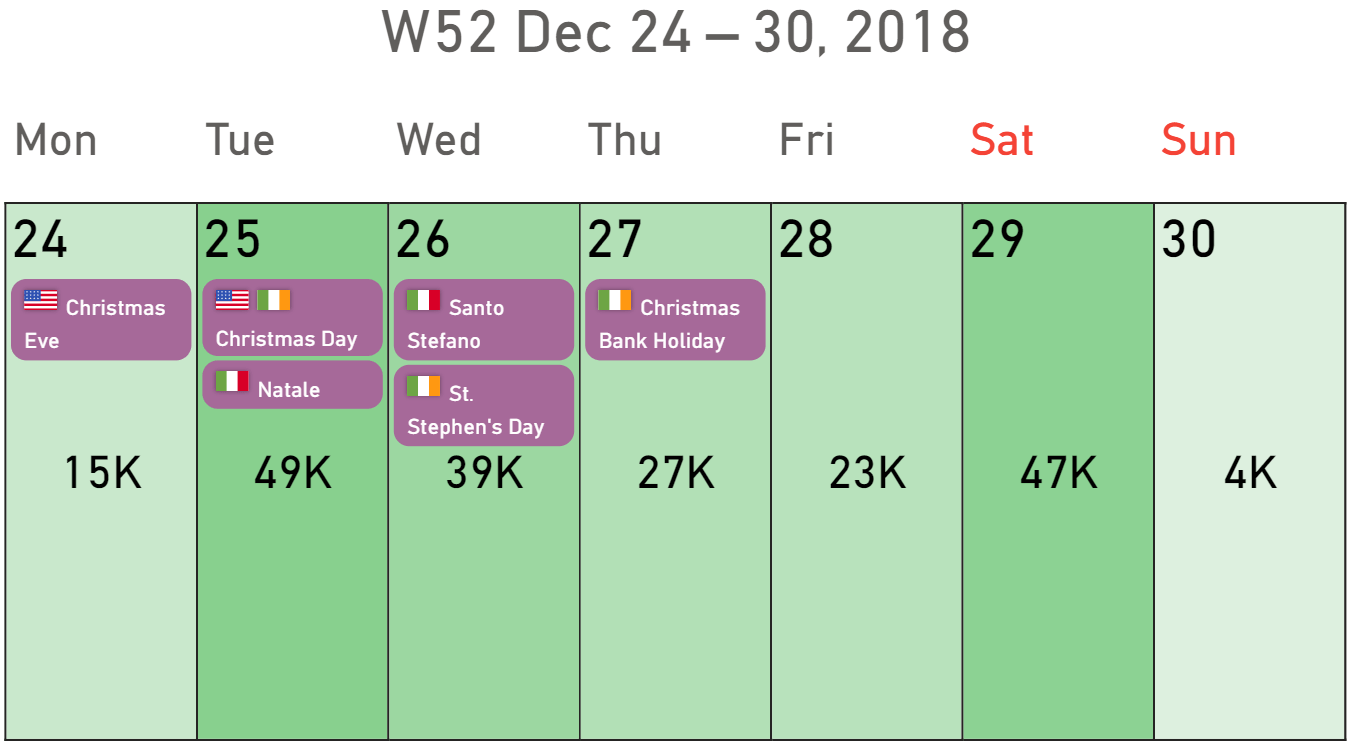 W52 Dec 24 – 30, 2018
Mon Tue Wed Thu Fri Sat Sun
24 25 26 27 28 29 30
Christmas
Eve
Christmas Day
Natale
Santo
Stefano
St.
Stephen's Day
Christmas
Bank Holiday
15K 49K 39K 27K 23K 47K 4K